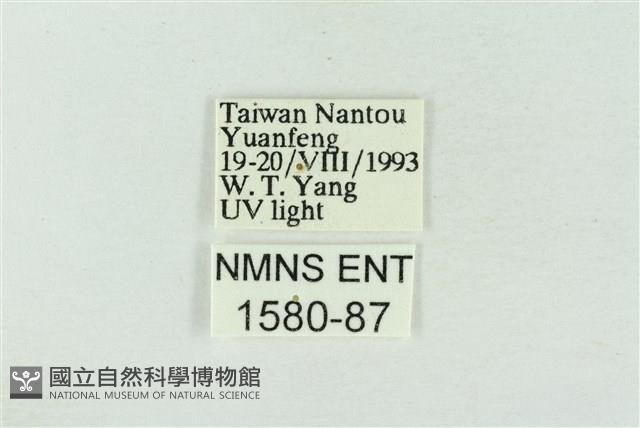 Taiwan Nantou
Yuanfeng
19-20/VIII/1993
W. T. Yang
UV light
NMNS ENT
1580-87
國立自然科學博物館
NATIONAL MUSEUM OF NATURAL SCIENCE